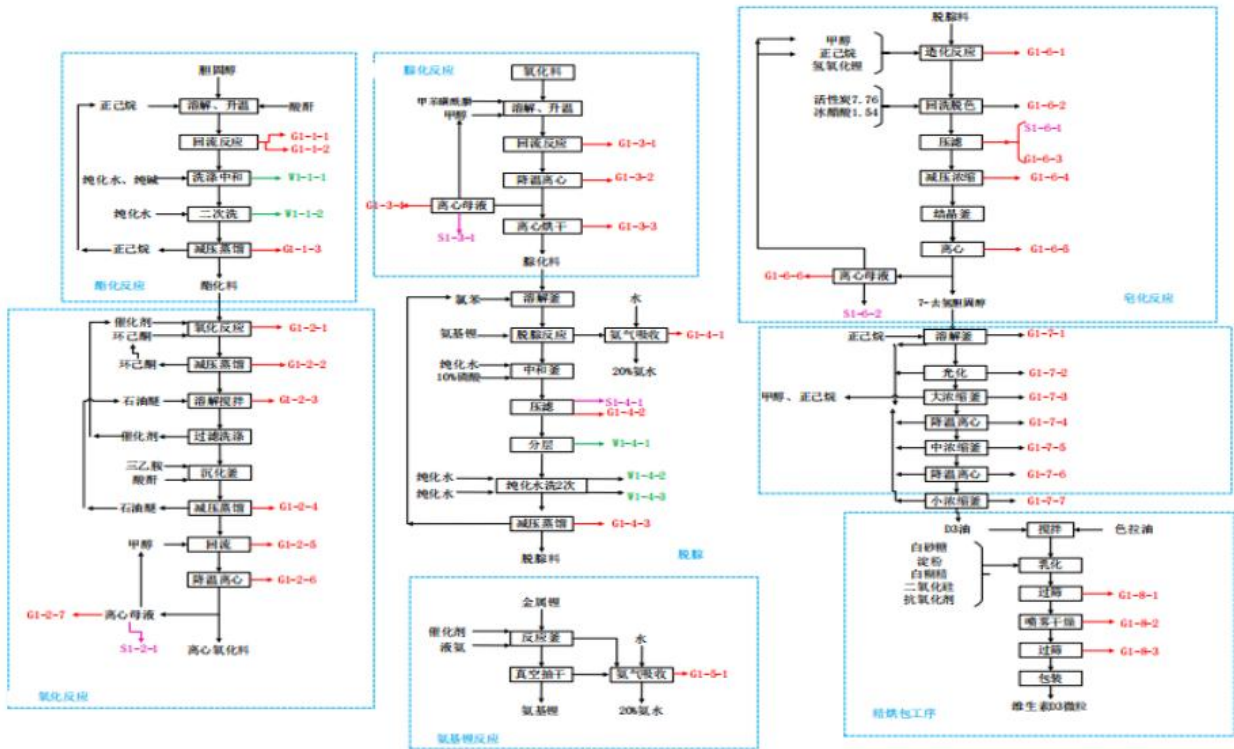 胆固醇
正己烷
溶解、升温
酸酐
回流反应
G1-1-1
G1-1-2
纯化水、纯碱
洗涤中和
W1-1-1
纯化水
二次洗
W1-1-2
正己烷
减压蒸馏
G1-1-3
酯化反应
酯化料
催化剂
环己酮
氧化反应
G1-2-1
环己酮
减压蒸馏
G1-2-2
石油醚
溶解搅拌
G1-2-3
催化剂
过滤洗涤
三乙胺
酸酐
沉化釜
石油醚
减压蒸馏
G1-2-4
甲醇
回流
G1-2-5
降温离心
G1-2-6
G1-2-7
离心母液
S1-2-1
离心氧化料
氧化反应
腙化反应
氧化料
甲苯磺酰肼
甲醇
溶解、升温
回流反应
G1-3-1
降温离心
G1-3-2
G1-3-4
离心母液
离心烘干
G1-3-3
S1-3-1
腙化料
氯苯
溶解釜
水
氨基锂
脱腙反应
氨气吸收
G1-4-1
纯化水
10%硫酸
中和釜
20%氨水
压滤
S1-4-1
G1-4-2
分层
W1-4-1
纯化水
纯化水
纯化水洗2次
W1-4-2
W1-4-3
减压蒸馏
G1-4-3
脱腙料
脱腙
金属锂
催化剂
液氨
反应釜
水
真空抽干
氨气吸收
G1-5-1
氨基锂
20%氨水
氨基锂反应
脱腙料
甲醇
正己烷
氢氧化锂
造化反应
G1-6-1
活性炭7.76
冰醋酸1.54
回洗脱色
G1-6-2
压滤
S1-6-1
G1-6-3
减压浓缩
G1-6-4
结晶釜
离心
G1-6-5
G1-6-6
离心母液
S1-6-2
7-去氢胆固醇
皂化反应
正己烷
溶解釜
G1-7-1
光化
G1-7-2
甲醇、正己烷
大浓缩釜
G1-7-3
降温离心
G1-7-4
中浓缩釜
G1-7-5
降温离心
G1-7-6
小浓缩釜
G1-7-7
D3油
搅拌
色拉油
白砂糖
淀粉
白糊精
二氧化硅
抗氧化剂
乳化
过筛
G1-8-1
喷雾干燥
G1-8-2
过筛
G1-8-3
包装
维生素D3微粒
精烘包工序